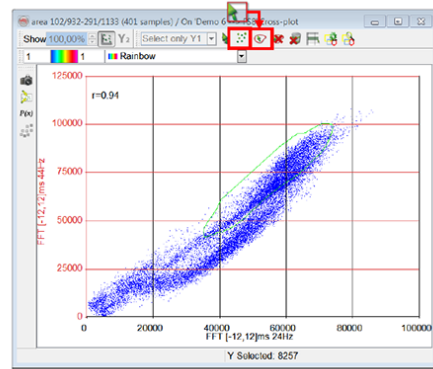 area 102/932-291/1133 (401 samples) / On 'Demo 6 cross-plot
Show 100,00% Y₂ Select only Y1
1 1 Rainbow
125000
r=0.94
100000
P(x)
75000
FFT [-12,12]ms 44Hz
50000
25000
0
0 20000 40000 60000 80000 100000
FFT [-12,12]ms 24Hz
Y Selected: 8257